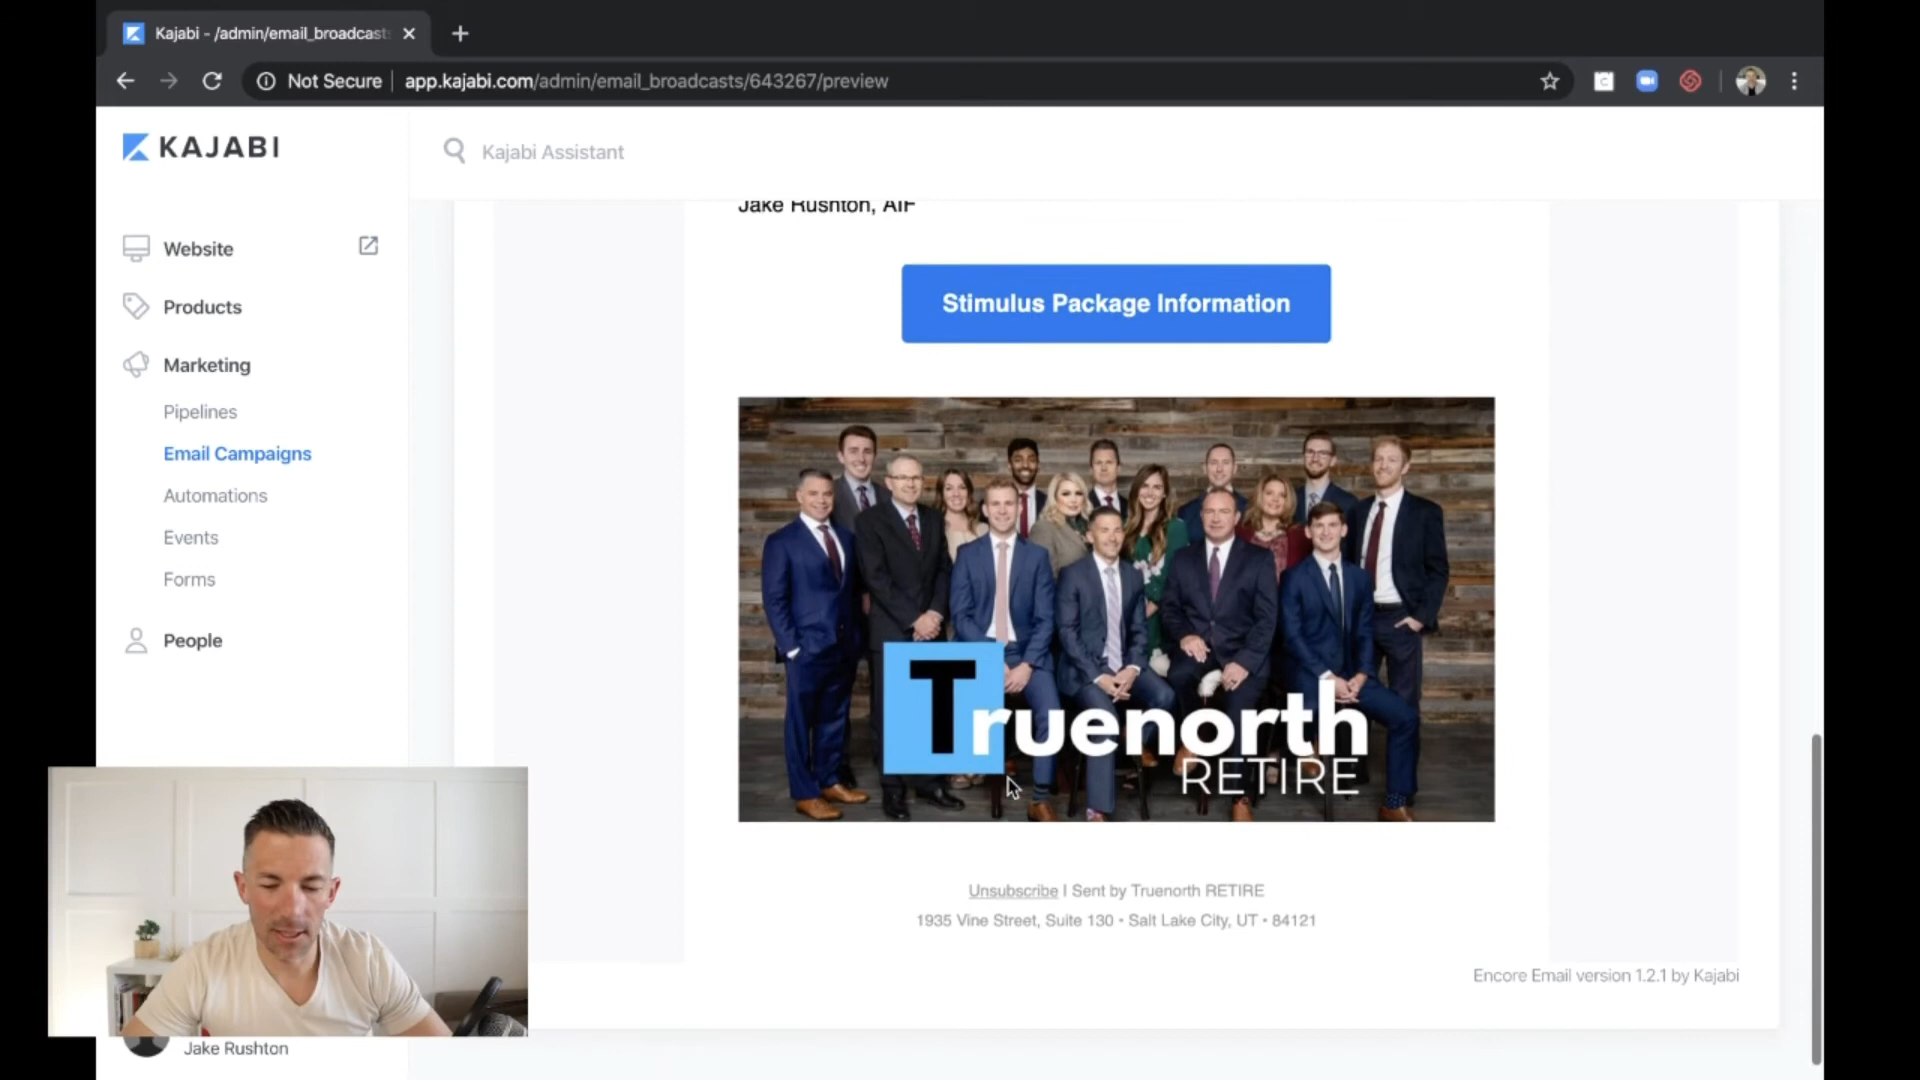 Kajabi - /admin/email_broadcast
Not Secure
app.kajabi.com/admin/email_broadcasts/643267/preview
KAJABI
Kajabi Assistant
Website
Products
Marketing
Pipelines
Email Campaigns
Automations
Events
Forms
People
Jake Rushton
Jake Rushton, AIF
Stimulus Package Information
Truenorth
RETIRE
Unsubscribe | Sent by Truenorth RETIRE
1935 Vine Street, Suite 130 • Salt Lake City, UT • 84121
Encore Email version 1.2.1 by Kajabi